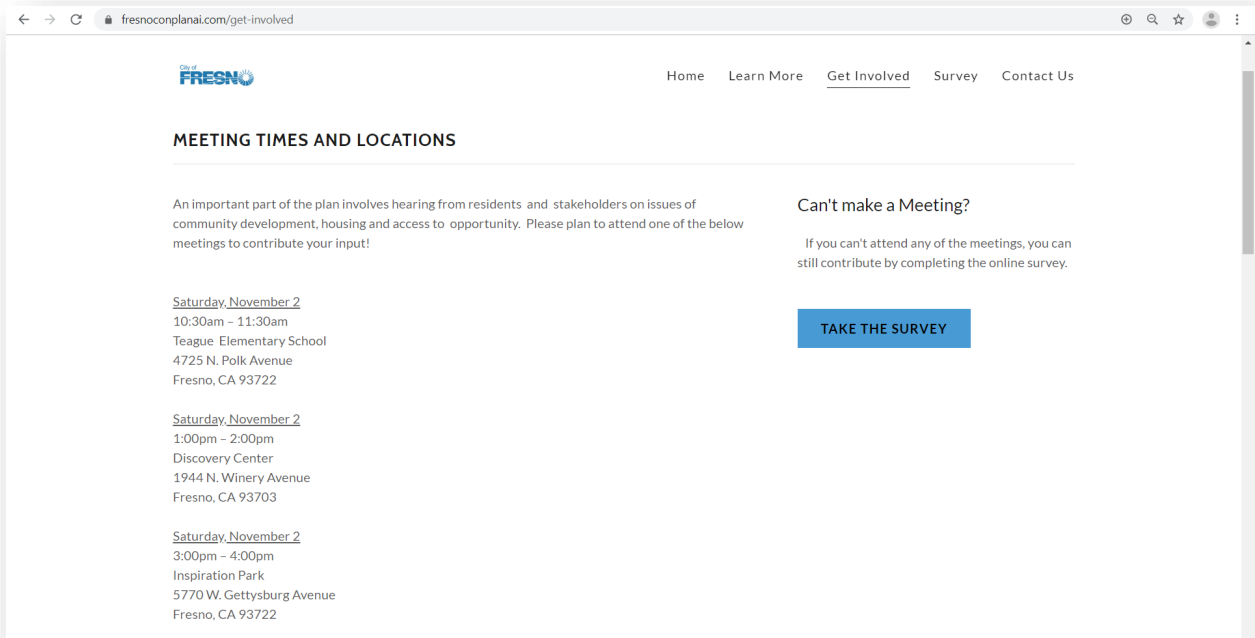 fresnoconplanai.com/get-involved
City of
FRESNO
Home Learn More Get Involved Survey Contact Us
MEETING TIMES AND LOCATIONS
An important part of the plan involves hearing from residents and stakeholders on issues of
community development, housing and access to opportunity. Please plan to attend one of the below
meetings to contribute your input!
Saturday, November 2
10:30am – 11:30am
Teague Elementary School
4725 N. Polk Avenue
Fresno, CA 93722
Saturday, November 2
1:00pm – 2:00pm
Discovery Center
1944 N. Winery Avenue
Fresno, CA 93703
Saturday, November 2
3:00pm – 4:00pm
Inspiration Park
5770 W. Gettysburg Avenue
Fresno, CA 93722
Can't make a Meeting?
If you can't attend any of the meetings, you can
still contribute by completing the online survey.
TAKE THE SURVEY